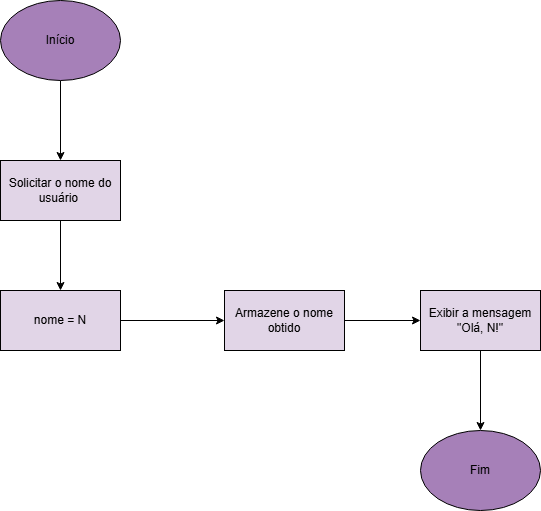 Início
Solicitar o nome do
usuário
nome = N
Armazene o nome
obtido
Exibir a mensagem
"Olá, N!"
Fim